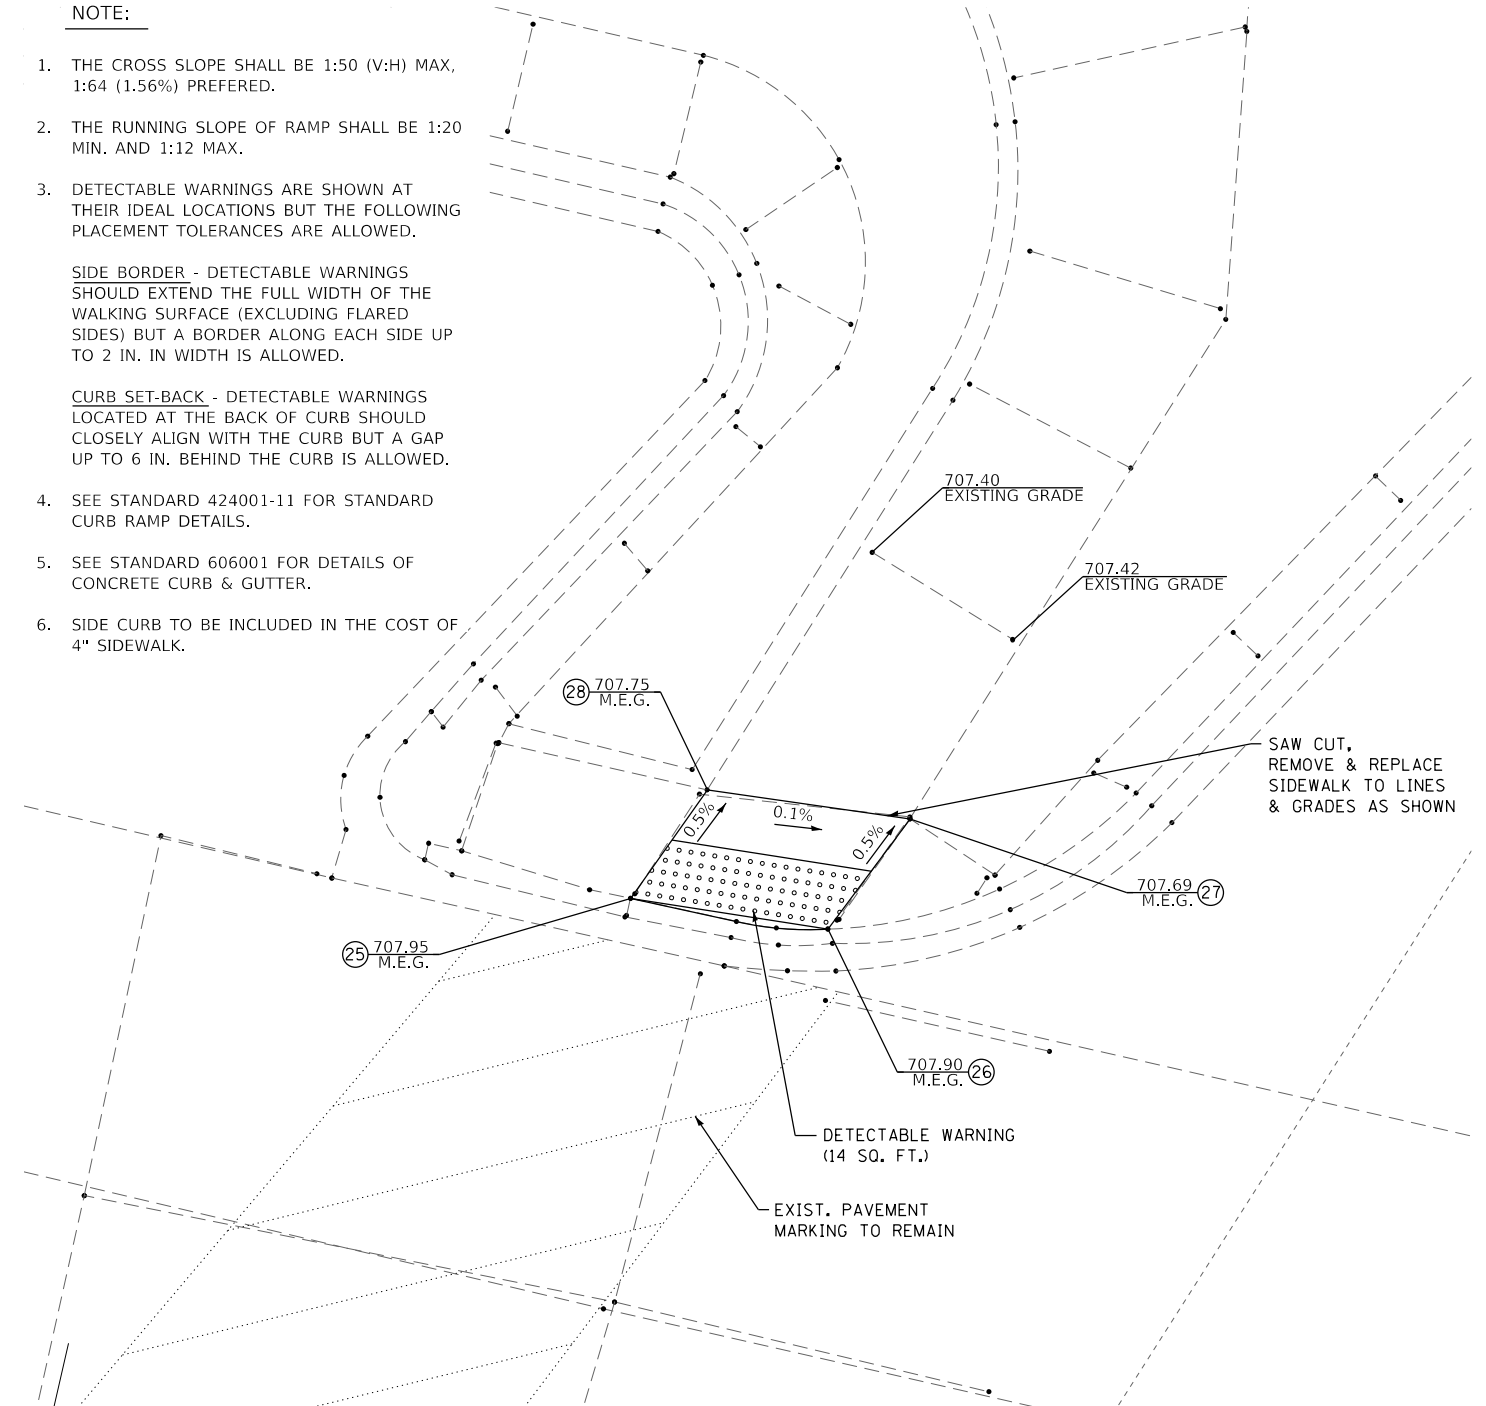 NOTE:
1. THE CROSS SLOPE SHALL BE 1:50 (V:H) MAX,
1:64 (1.56%) PREFERED.
2. THE RUNNING SLOPE OF RAMP SHALL BE 1:20
MIN. AND 1:12 MAX.
3. DETECTABLE WARNINGS ARE SHOWN AT
THEIR IDEAL LOCATIONS BUT THE FOLLOWING
PLACEMENT TOLERANCES ARE ALLOWED.
SIDE BORDER - DETECTABLE WARNINGS
SHOULD EXTEND THE FULL WIDTH OF THE
WALKING SURFACE (EXCLUDING FLARED
SIDES) BUT A BORDER ALONG EACH SIDE UP
TO 2 IN. IN WIDTH IS ALLOWED.
CURB SET-BACK - DETECTABLE WARNINGS
LOCATED AT THE BACK OF CURB SHOULD
CLOSELY ALIGN WITH THE CURB BUT A GAP
UP TO 6 IN. BEHIND THE CURB IS ALLOWED.
4. SEE STANDARD 424001-11 FOR STANDARD
CURB RAMP DETAILS.
5. SEE STANDARD 606001 FOR DETAILS OF
CONCRETE CURB & GUTTER.
6. SIDE CURB TO BE INCLUDED IN THE COST OF
4" SIDEWALK.
707.40
EXISTING GRADE
707.42
EXISTING GRADE
28 707.75
M.E.G.
SAW CUT,
REMOVE & REPLACE
SIDEWALK TO LINES
& GRADES AS SHOWN
0.5%
0.1%
0.5%
707.69 27
M.E.G.
25 707.95
M.E.G.
707.90 26
M.E.G.
DETECTABLE WARNING
(14 SQ. FT.)
EXIST. PAVEMENT
MARKING TO REMAIN